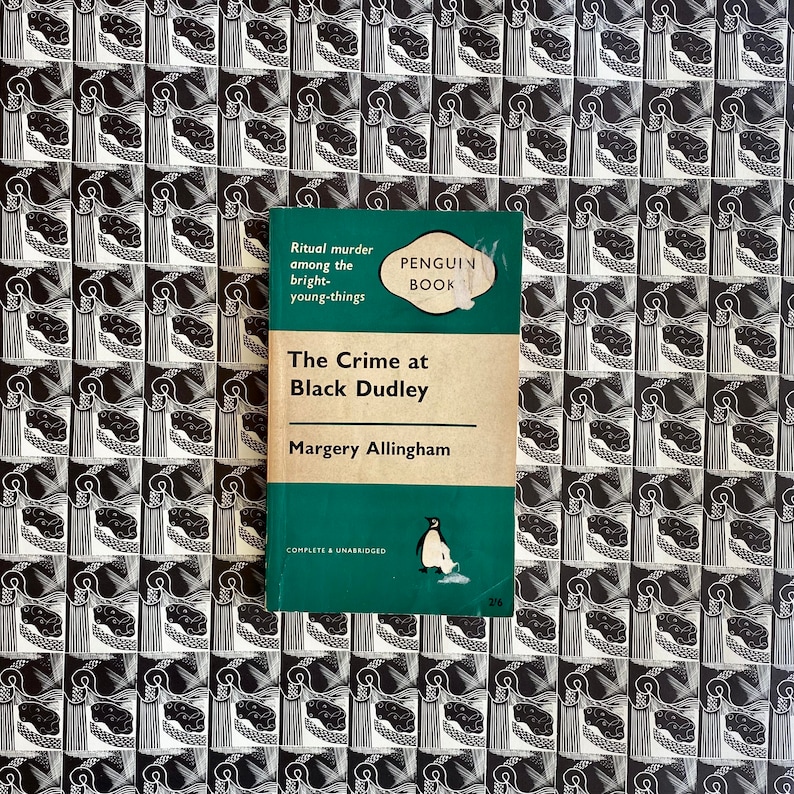 Ritual murder
among the
bright-
young-things
PENGUIN
BOOKS
The Crime at
Black Dudley
Margery Allingham
COMPLETE & UNABRIDGED
2'6